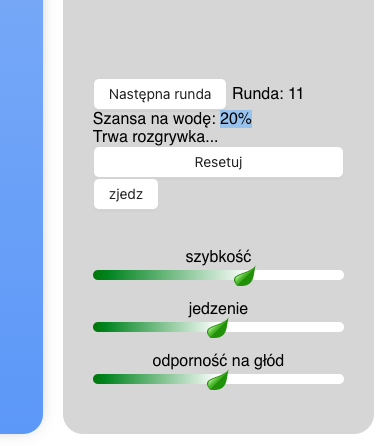 Następna runda Runda: 11
Szansa na wodę: 20%
Trwa rozgrywka...
Resetuj
zjedz
szybkość
jedzenie
odporność na głód